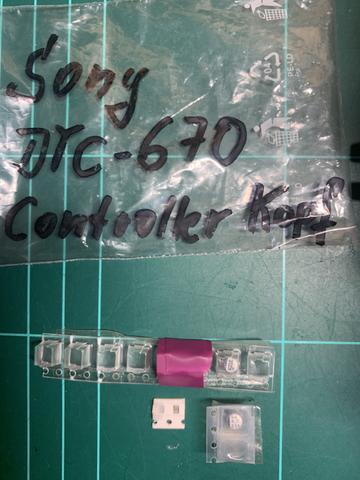 Sony
DTC-670
Controller Kopf